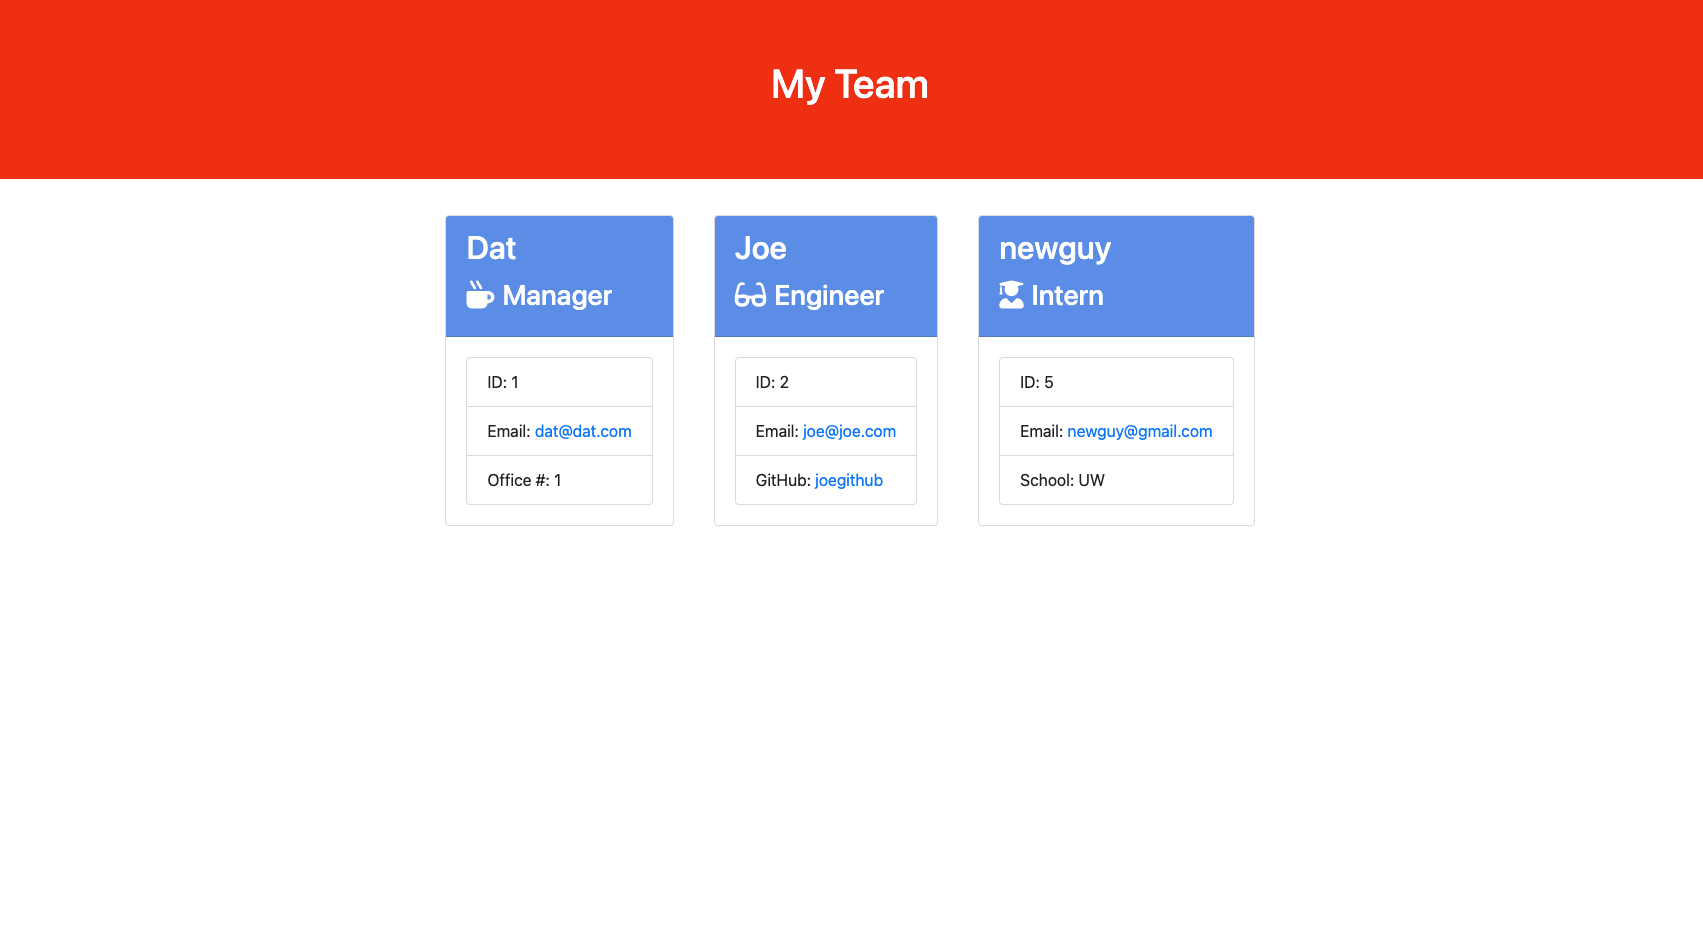 My Team
Dat
Manager
ID: 1
Email: dat@dat.com
Office #: 1
Joe
Engineer
ID: 2
Email: joe@joe.com
GitHub: joegithub
newguy
Intern
ID: 5
Email: newguy@gmail.com
School: UW